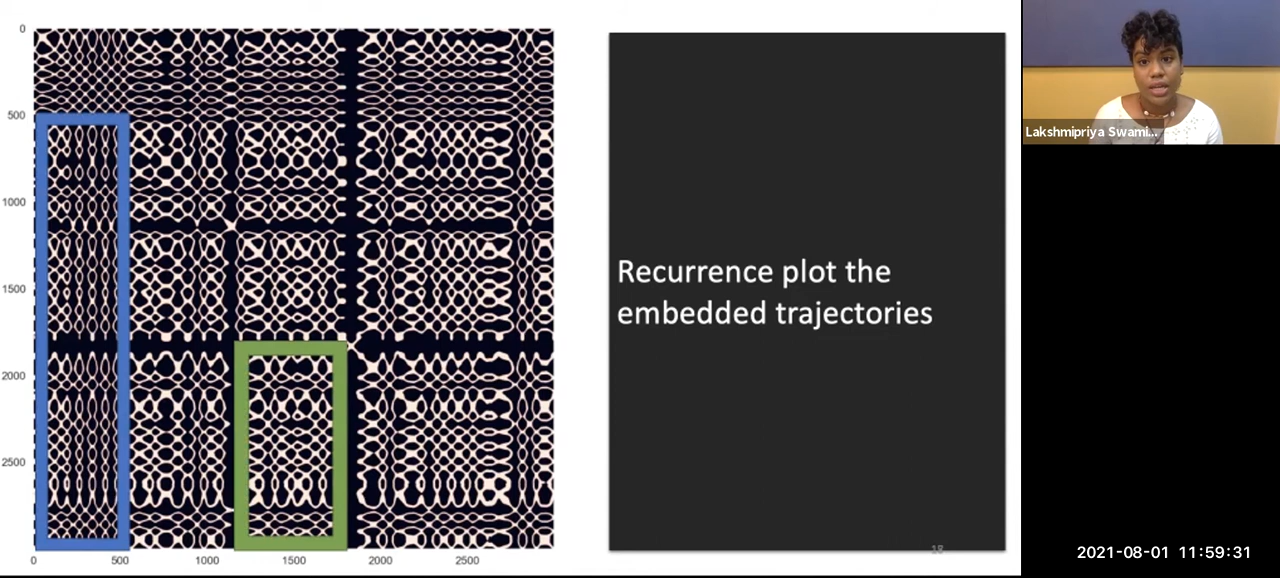 0
500
1000
1500
2000
2500
0 500 1000 1500 2000 2500
Recurrence plot the
embedded trajectories
Lakshmipriya Swami...
2021-08-01 11:59:31